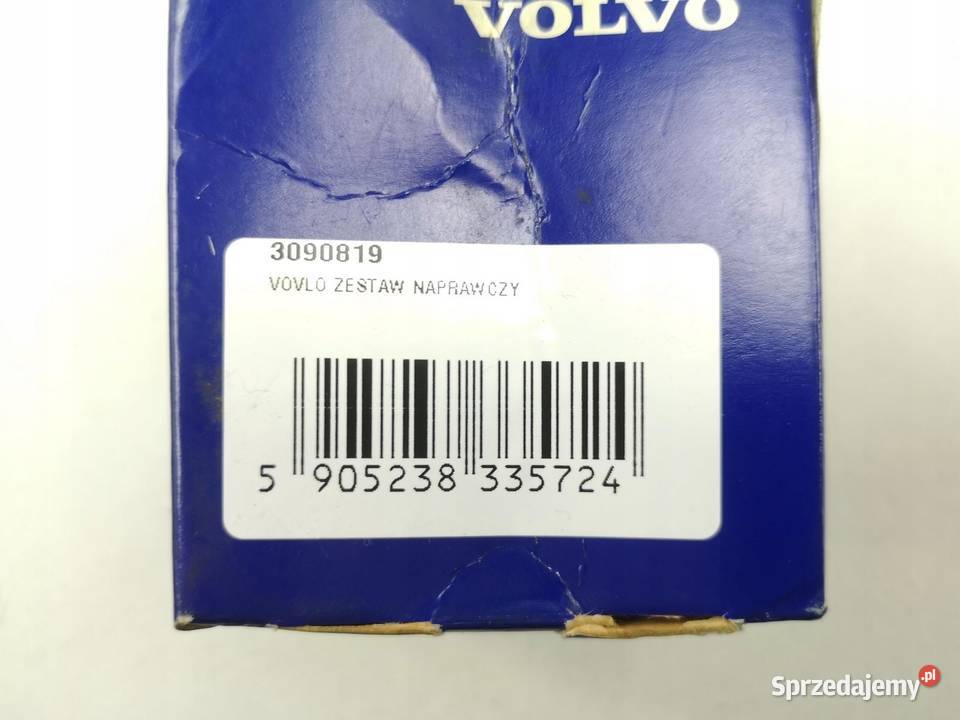 VOLVO
3090819
VOVLO ZESTAW NAPRAWCZY
5 905238 335724
Sprzedajemy.pl